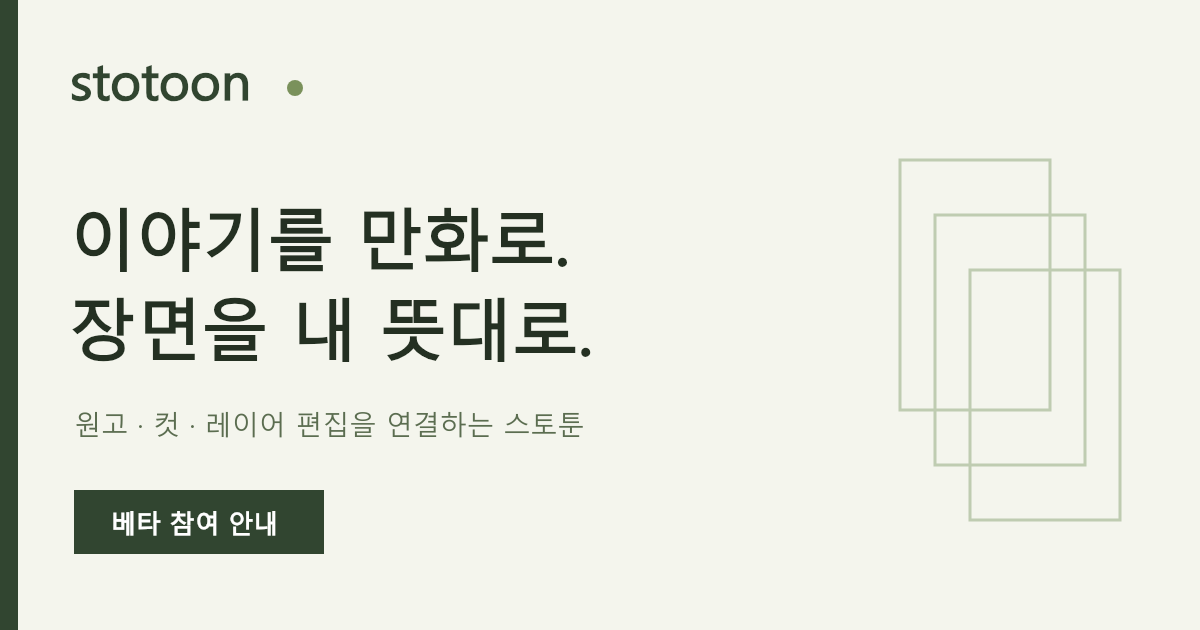 stotoon
이야기를 만화로.
장면을 내 뜻대로.
원고 · 컷 · 레이어 편집을 연결하는 스토툰
베타 참여 안내